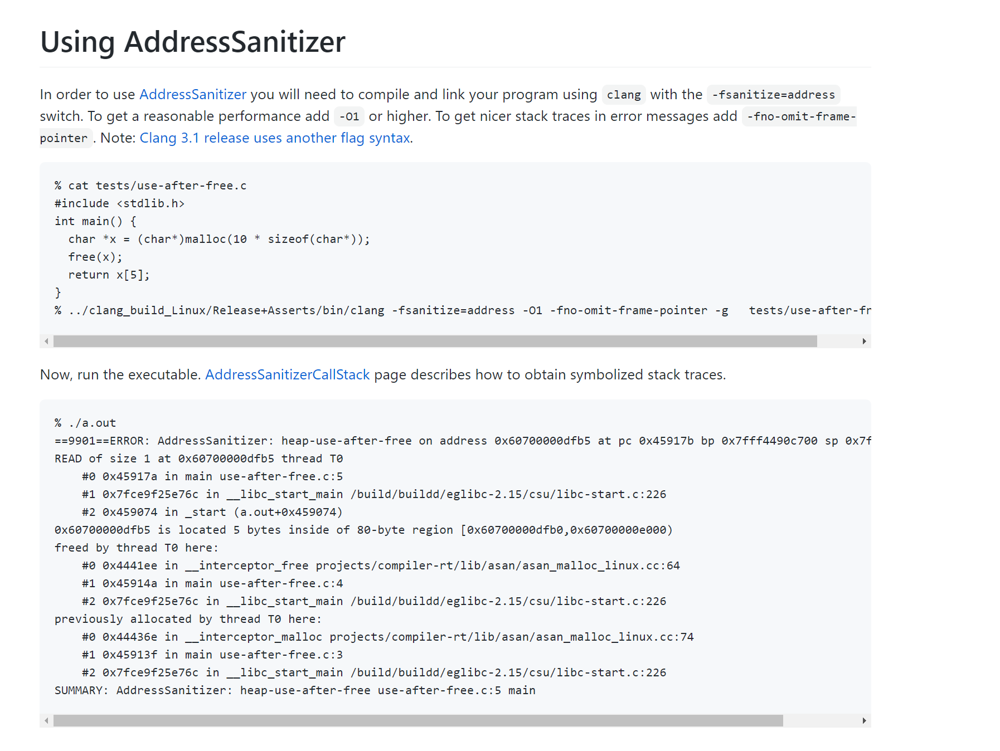 Using AddressSanitizer
In order to use AddressSanitizer you will need to compile and link your program using clang with the -fsanitize=address
switch. To get a reasonable performance add -O1 or higher. To get nicer stack traces in error messages add -fno-omit-frame-
pointer. Note: Clang 3.1 release uses another flag syntax.
% cat tests/use-after-free.c
#include <stdlib.h>
int main() {
  char *x = (char*)malloc(10 * sizeof(char*));
  free(x);
  return x[5];
}
% ../clang_build_Linux/Release+Asserts/bin/clang -fsanitize=address -O1 -fno-omit-frame-pointer -g   tests/use-after-fr
Now, run the executable. AddressSanitizerCallStack page describes how to obtain symbolized stack traces.
% ./a.out
==9901==ERROR: AddressSanitizer: heap-use-after-free on address 0x60700000dfb5 at pc 0x45917b bp 0x7fff4490c700 sp 0x7f
READ of size 1 at 0x60700000dfb5 thread T0
    #0 0x45917a in main use-after-free.c:5
    #1 0x7fce9f25e76c in __libc_start_main /build/buildd/eglibc-2.15/csu/libc-start.c:226
    #2 0x459074 in _start (a.out+0x459074)
0x60700000dfb5 is located 5 bytes inside of 80-byte region [0x60700000dfb0,0x60700000e000)
freed by thread T0 here:
    #0 0x4441ee in __interceptor_free projects/compiler-rt/lib/asan/asan_malloc_linux.cc:64
    #1 0x45914a in main use-after-free.c:4
    #2 0x7fce9f25e76c in __libc_start_main /build/buildd/eglibc-2.15/csu/libc-start.c:226
previously allocated by thread T0 here:
    #0 0x44436e in __interceptor_malloc projects/compiler-rt/lib/asan/asan_malloc_linux.cc:74
    #1 0x45913f in main use-after-free.c:3
    #2 0x7fce9f25e76c in __libc_start_main /build/buildd/eglibc-2.15/csu/libc-start.c:226
SUMMARY: AddressSanitizer: heap-use-after-free use-after-free.c:5 main